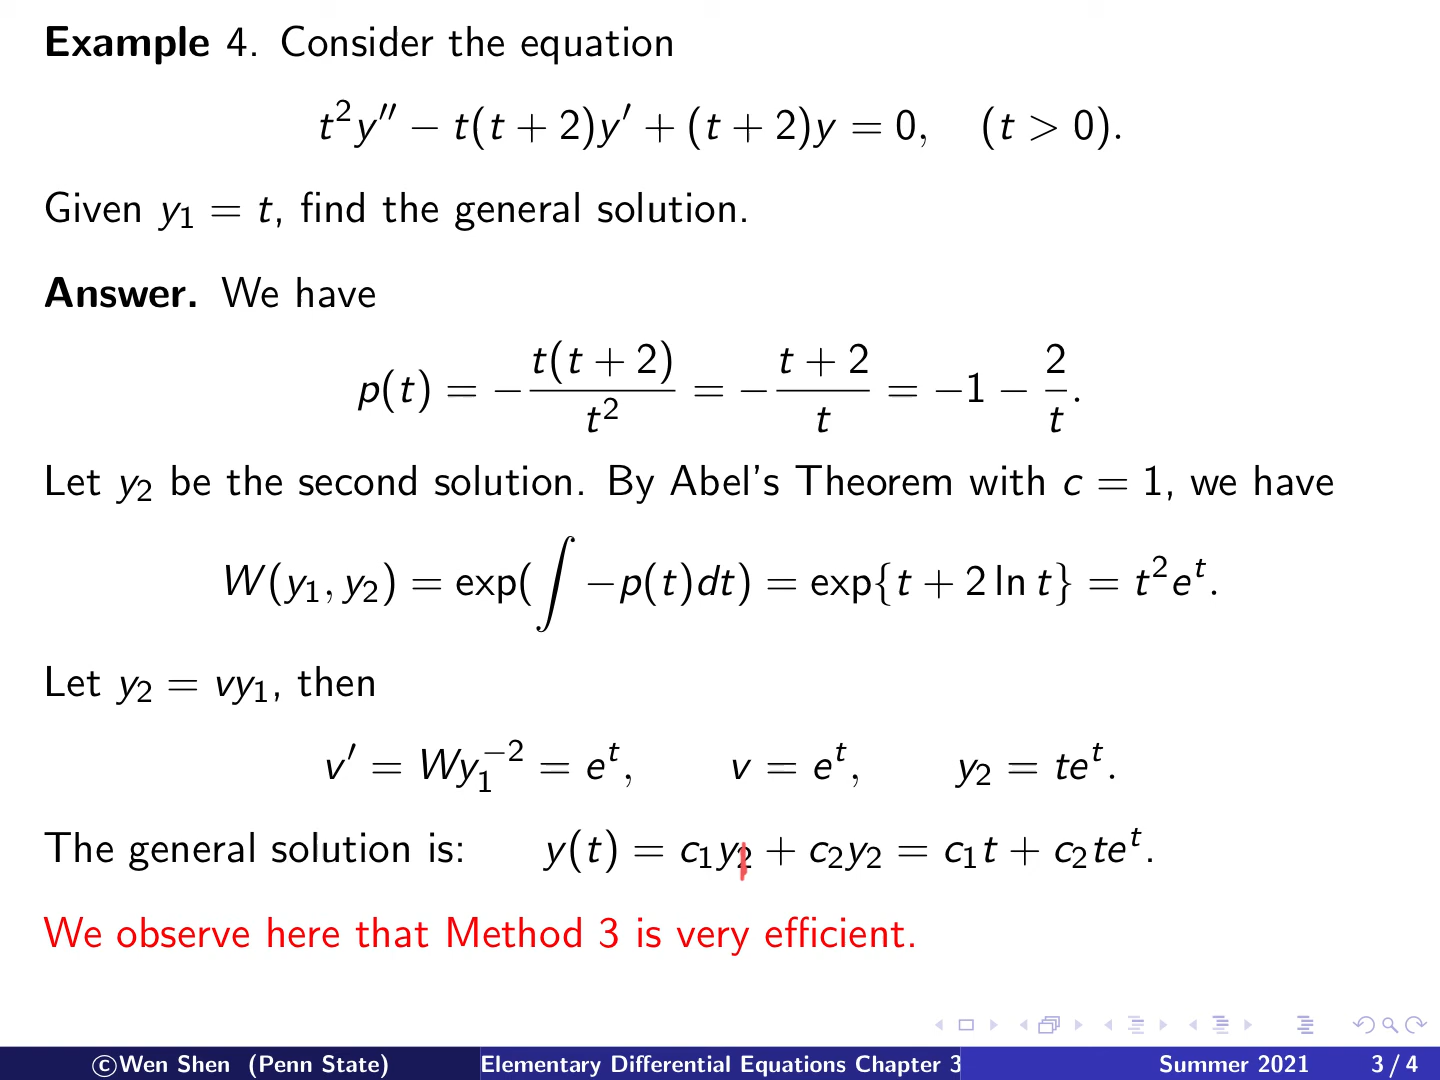 Example 4. Consider the equation
t²y′′ − t(t + 2)y′ + (t + 2)y = 0, (t > 0).
Given y₁ = t, find the general solution.
Answer. We have
p(t) = −t(t + 2)/t² = −(t + 2)/t = −1 − 2/t.
Let y₂ be the second solution. By Abel's Theorem with c = 1, we have
W(y₁, y₂) = exp(∫ −p(t)dt) = exp{t + 2 ln t} = t²eᵗ.
Let y₂ = vy₁, then
v′ = Wy₁⁻² = eᵗ, v = eᵗ, y₂ = teᵗ.
The general solution is: y(t) = c₁y₂ + c₂y₂ = c₁t + c₂teᵗ.
We observe here that Method 3 is very efficient.
©Wen Shen (Penn State) Elementary Differential Equations Chapter 3 Summer 2021 3 / 4